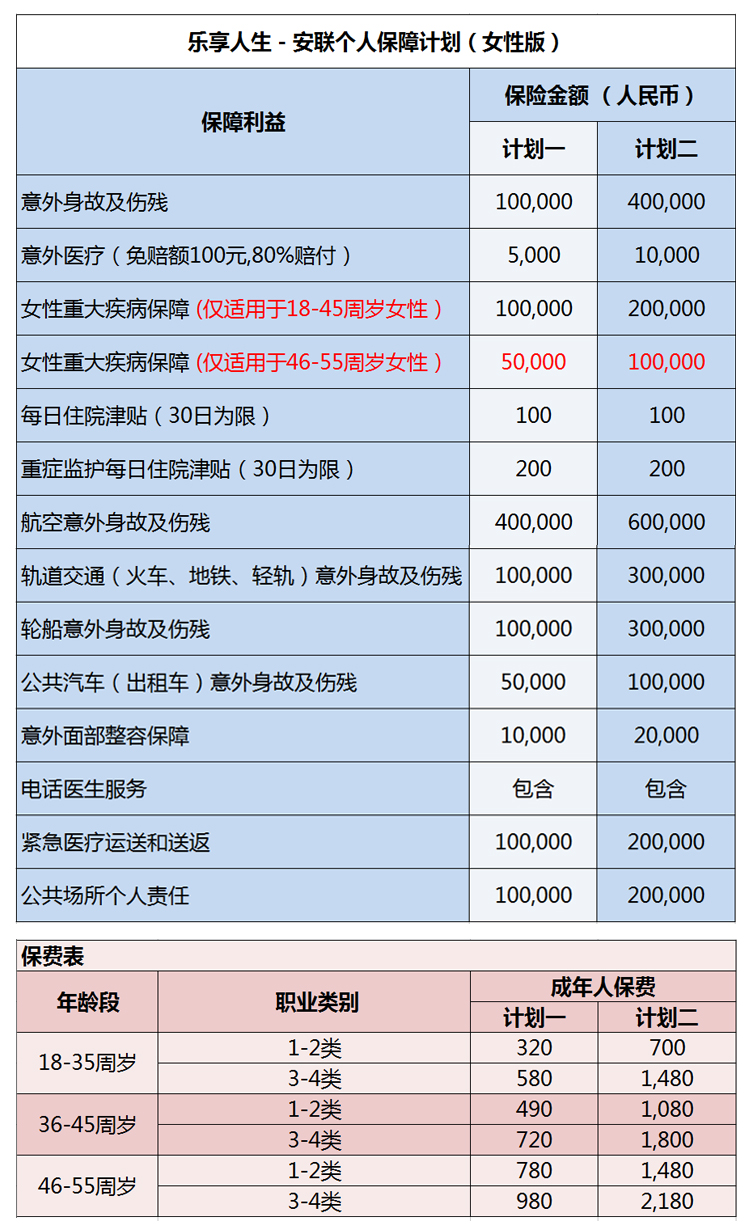 乐享人生 - 安联个人保障计划（女性版）
保障利益
保险金额 （人民币）
计划一 计划二
意外身故及伤残 100,000 400,000
意外医疗（免赔额100元,80%赔付） 5,000 10,000
女性重大疾病保障 (仅适用于18-45周岁女性） 100,000 200,000
女性重大疾病保障 (仅适用于46-55周岁女性） 50,000 100,000
每日住院津贴（30日为限） 100 100
重症监护每日住院津贴（30日为限） 200 200
航空意外身故及伤残 400,000 600,000
轨道交通（火车、地铁、轻轨）意外身故及伤残 100,000 300,000
轮船意外身故及伤残 100,000 300,000
公共汽车（出租车）意外身故及伤残 50,000 100,000
意外面部整容保障 10,000 20,000
电话医生服务 包含 包含
紧急医疗运送和送返 100,000 200,000
公共场所个人责任 100,000 200,000
保费表
年龄段 职业类别 成年人保费
计划一 计划二
18-35周岁 1-2类 320 700
3-4类 580 1,480
36-45周岁 1-2类 490 1,080
3-4类 720 1,800
46-55周岁 1-2类 780 1,480
3-4类 980 2,180